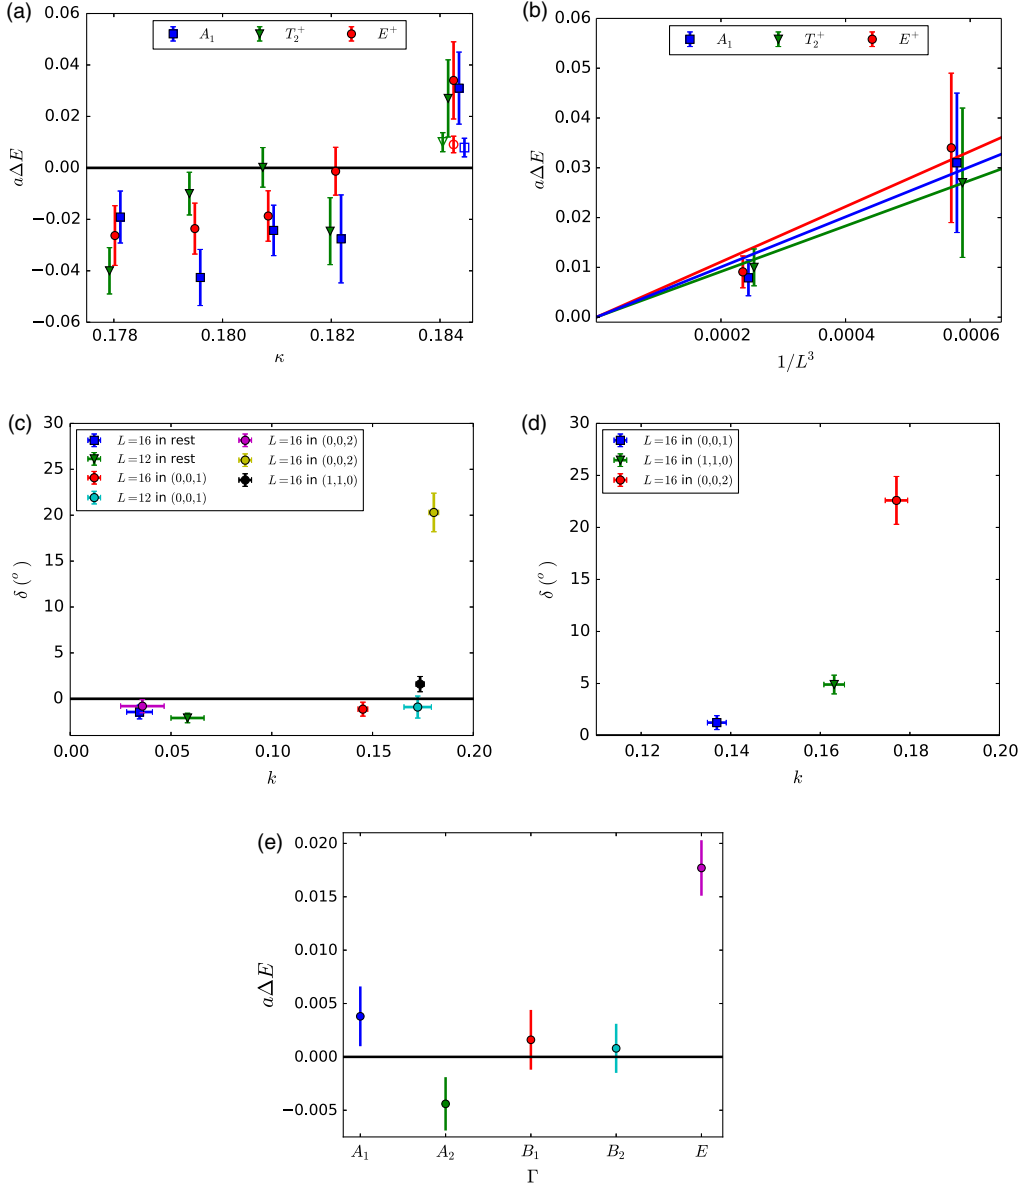 (a)
A₁ T₂⁺ E⁺
0.06
0.04
0.02
0.00
−0.02
−0.04
−0.06
aΔE
0.178 0.180 0.182 0.184
κ
(b)
A₁ T₂⁺ E⁺
0.06
0.05
0.04
0.03
0.02
0.01
0.00
aΔE
0.0002 0.0004 0.0006
1/L³
(c)
L=16 in rest
L=12 in rest
L=16 in (0,0,1)
L=12 in (0,0,1)
L=16 in (0,0,2)
L=16 in (0,0,2)
L=16 in (1,1,0)
30
25
20
15
10
5
0
δ(°)
0.00 0.05 0.10 0.15 0.20
k
(d)
L=16 in (0,0,1)
L=16 in (1,1,0)
L=16 in (0,0,2)
30
25
20
15
10
5
0
δ(°)
0.12 0.14 0.16 0.18 0.20
k
(e)
0.020
0.015
0.010
0.005
0.000
−0.005
aΔE
A₁ A₂ B₁ B₂ E
Γ